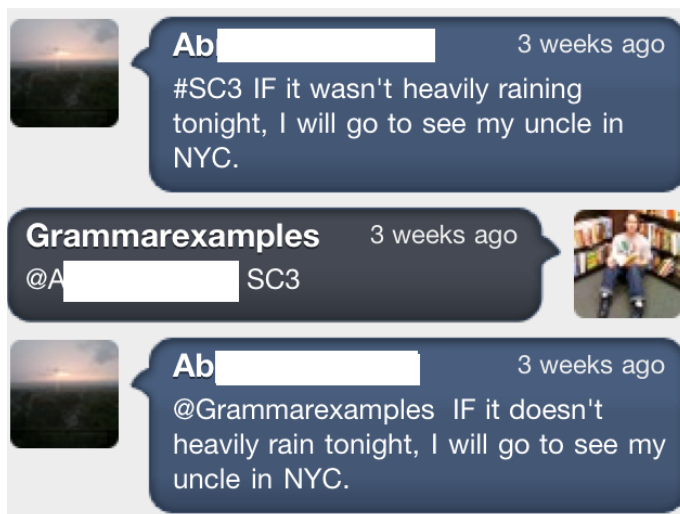 Ab 3 weeks ago
#SC3 IF it wasn't heavily raining
tonight, I will go to see my uncle in
NYC.
Grammarexamples 3 weeks ago
@A SC3
Ab 3 weeks ago
@Grammarexamples IF it doesn't
heavily rain tonight, I will go to see my
uncle in NYC.